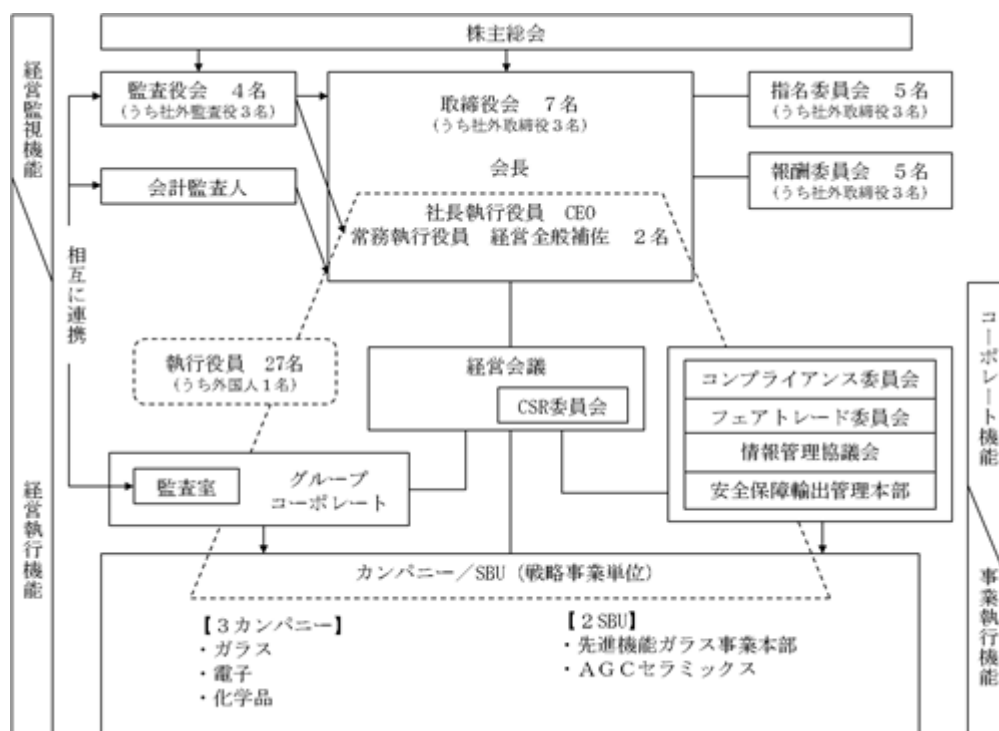 株主総会
経営監視機能
監査役会　4名
（うち社外監査役3名）
取締役会　7名
（うち社外取締役3名）
指名委員会　5名
（うち社外取締役3名）
会計監査人
会長
報酬委員会　5名
（うち社外取締役3名）
社長執行役員　CEO
常務執行役員　経営全般補佐　2名
相互に連携
執行役員　27名
（うち外国人1名）
経営会議
CSR委員会
コンプライアンス委員会
フェアトレード委員会
情報管理協議会
安全保障輸出管理本部
コーポレート機能
監査室
グループ
コーポレート
経営執行機能
カンパニー／SBU（戦略事業単位）
【3カンパニー】
・ガラス
・電子
・化学品
【2SBU】
・先進機能ガラス事業本部
・AGCセラミックス
事業執行機能